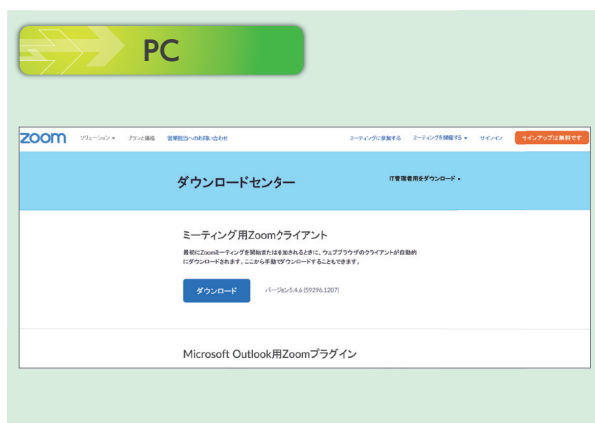 PC
zoom ソリューション▼ プランと価格 営業担当へのお問い合わせ ミーティングに参加する ミーティングを開催する▼ サインイン サインアップは無料です
ダウンロードセンター IT管理者用をダウンロード▼
ミーティング用Zoomクライアント
最初にZoomミーティングを開始または参加されるときに、ウェブブラウザのクライアントが自動的
にダウンロードされます。ここから手動でダウンロードすることもできます。
ダウンロード バージョン5.4.6 (59296.1207)
Microsoft Outlook用Zoomプラグイン